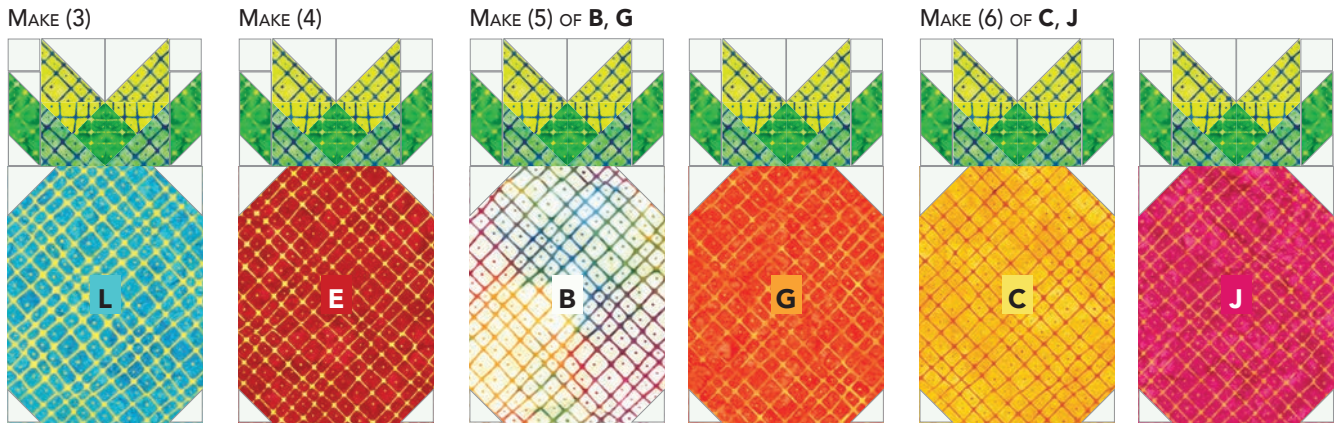 MAKE (3)
MAKE (4)
MAKE (5) OF B, G
MAKE (6) OF C, J
L
E
B
G
C
J